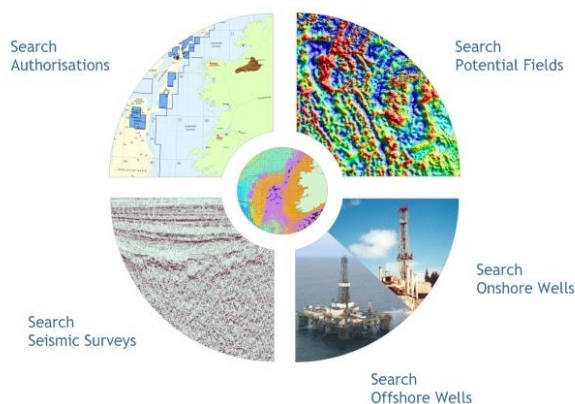 Search
Authorisations
Search
Potential Fields
Search
Seismic Surveys
Search
Onshore Wells
Search
Offshore Wells